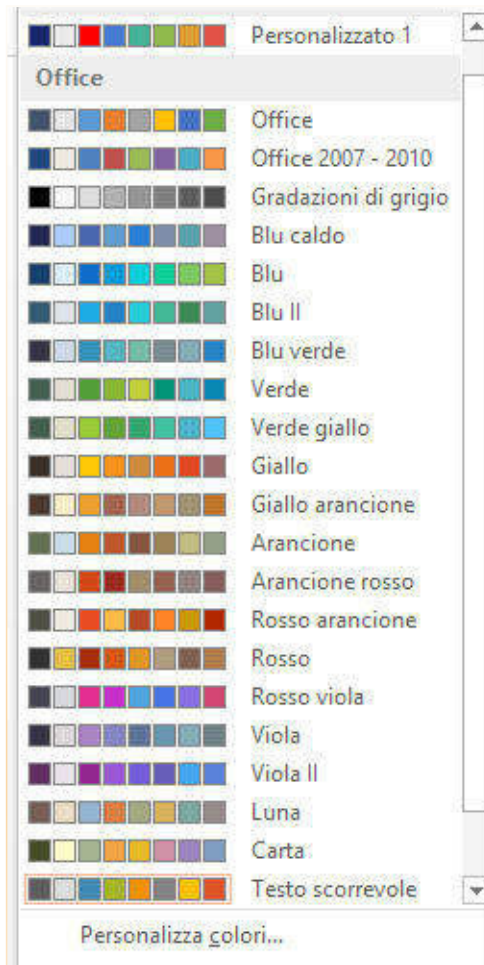 Personalizzato 1
Office
Office
Office 2007 - 2010
Gradazioni di grigio
Blu caldo
Blu
Blu II
Blu verde
Verde
Verde giallo
Giallo
Giallo arancione
Arancione
Arancione rosso
Rosso arancione
Rosso
Rosso viola
Viola
Viola II
Luna
Carta
Testo scorrevole
Personalizza colori...